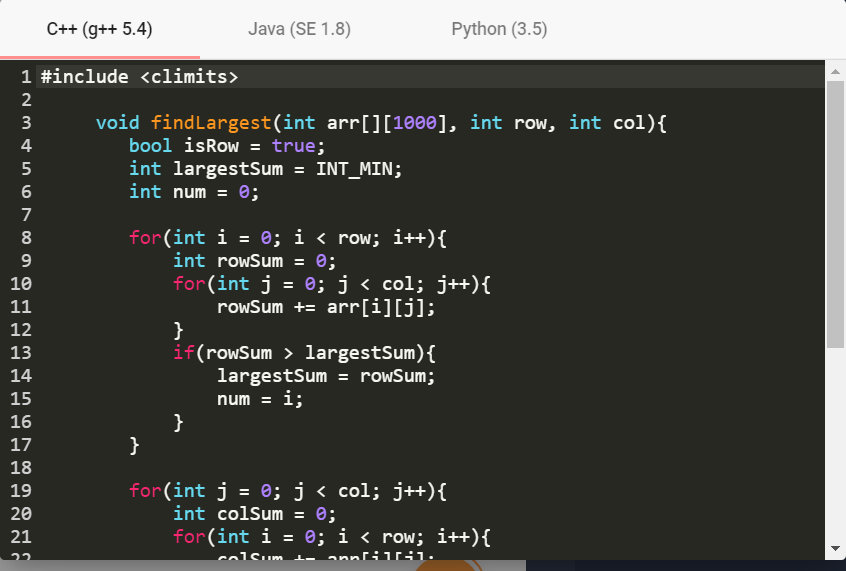 C++ (g++ 5.4) Java (SE 1.8) Python (3.5)
1 #include <climits>
2
3 void findLargest(int arr[][1000], int row, int col){
4 bool isRow = true;
5 int largestSum = INT_MIN;
6 int num = 0;
7
8 for(int i = 0; i < row; i++){
9 int rowSum = 0;
10 for(int j = 0; j < col; j++){
11 rowSum += arr[i][j];
12 }
13 if(rowSum > largestSum){
14 largestSum = rowSum;
15 num = i;
16 }
17 }
18
19 for(int j = 0; j < col; j++){
20 int colSum = 0;
21 for(int i = 0; i < row; i++){
22 colSum += arr[i][j];